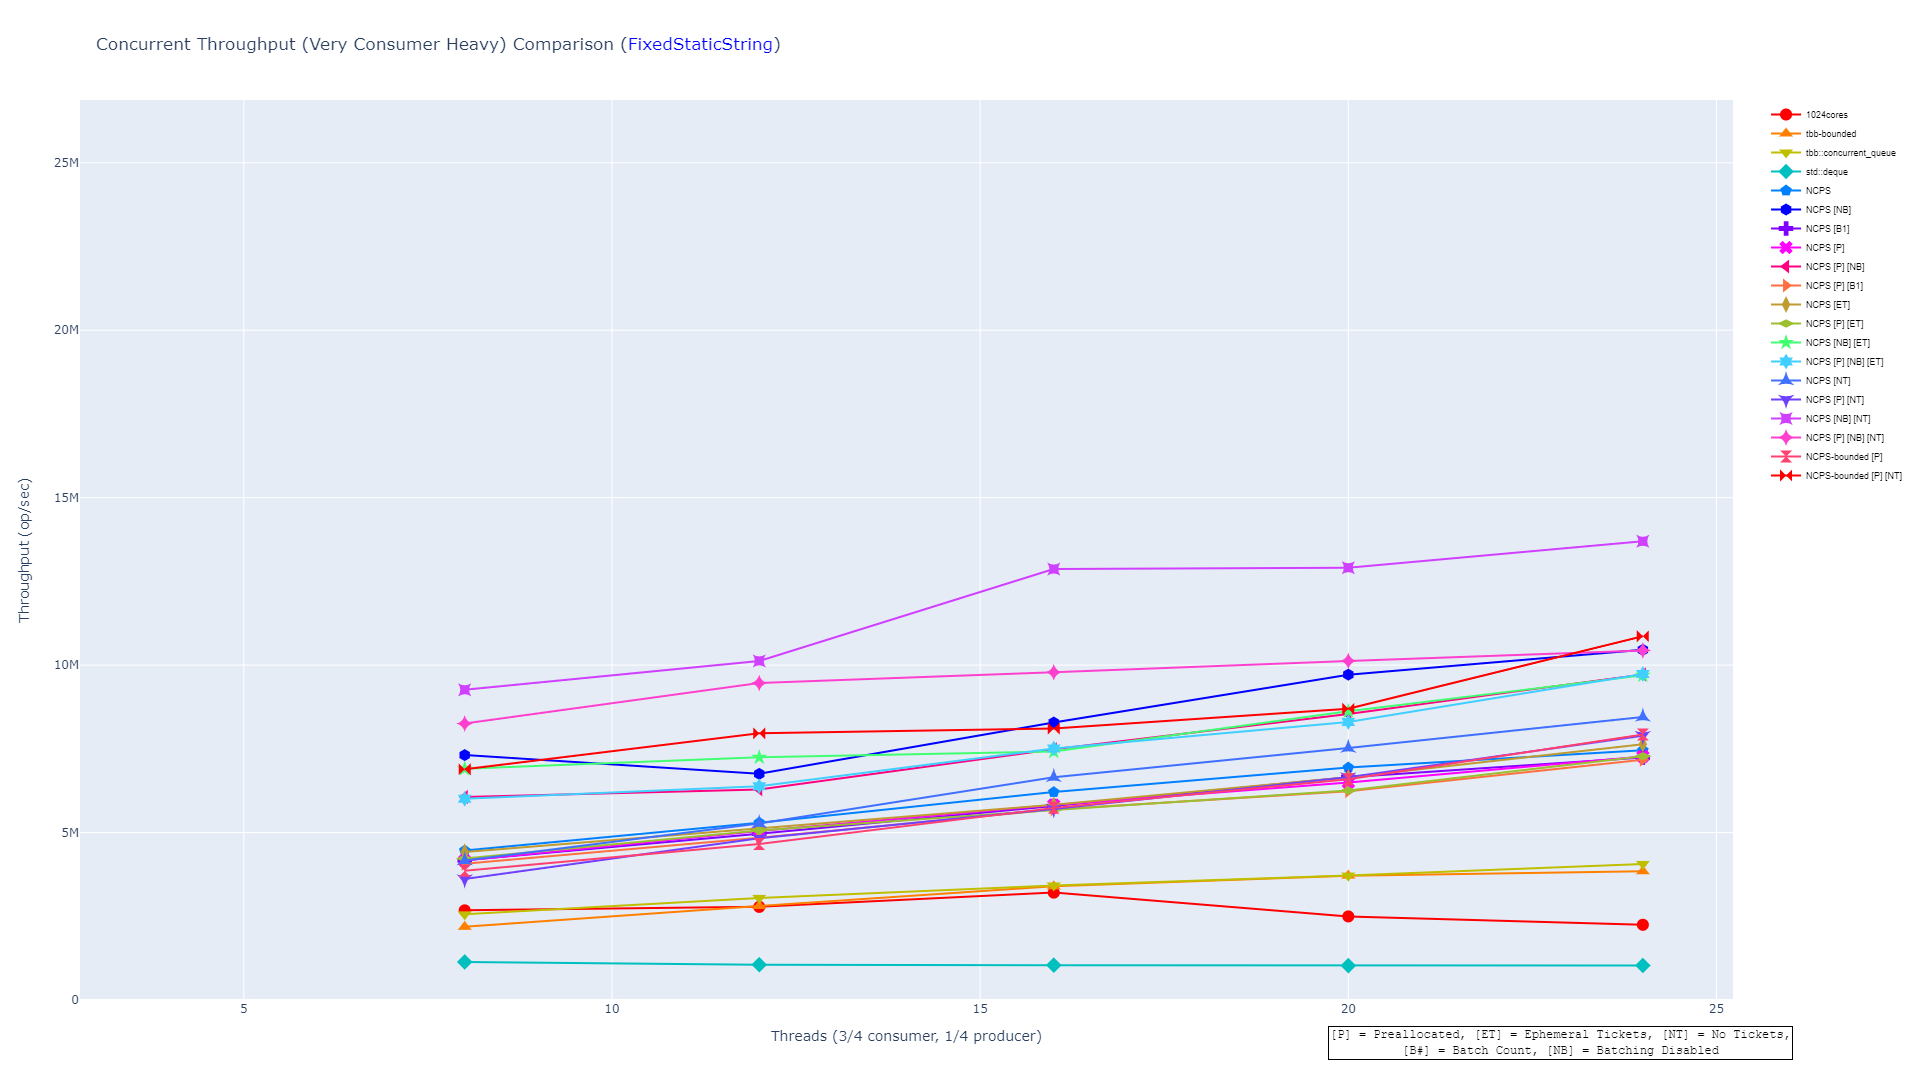 Concurrent Throughput (Very Consumer Heavy) Comparison (FixedStaticString)
Throughput (op/sec)
25M
20M
15M
10M
5M
0
5
10
15
20
25
Threads (3/4 consumer, 1/4 producer)
1024cores
tbb-bounded
tbb::concurrent_queue
std::deque
NCPS
NCPS [NB]
NCPS [B1]
NCPS [P]
NCPS [P] [NB]
NCPS [P] [B1]
NCPS [ET]
NCPS [P] [ET]
NCPS [NB] [ET]
NCPS [P] [NB] [ET]
NCPS [NT]
NCPS [P] [NT]
NCPS [NB] [NT]
NCPS [P] [NB] [NT]
NCPS-bounded [P]
NCPS-bounded [P] [NT]
[P] = Preallocated, [ET] = Ephemeral Tickets, [NT] = No Tickets,
[B#] = Batch Count, [NB] = Batching Disabled